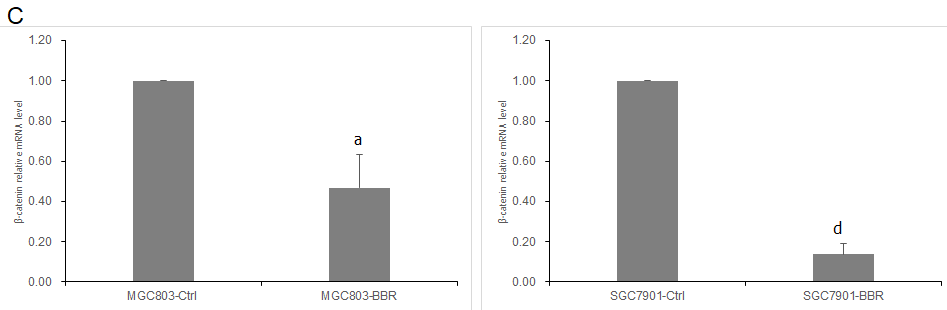 C
1.20
1.00
0.80
0.60
0.40
0.20
0.00
β-catenin relative mRNA level
a
MGC803-Ctrl
MGC803-BBR
1.20
1.00
0.80
0.60
0.40
0.20
0.00
β-catenin relative mRNA level
d
SGC7901-Ctrl
SGC7901-BBR